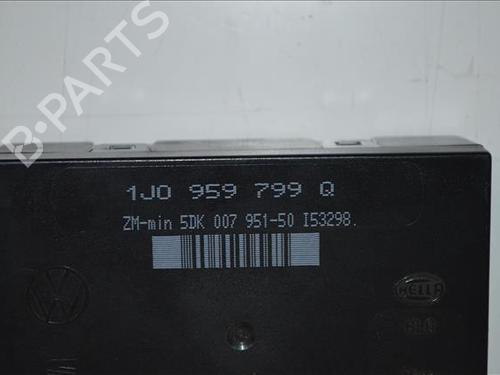 B-PARTS
1J0 959 799 Q
ZM-min 5DK 007 951-50 I53298.
HELLA